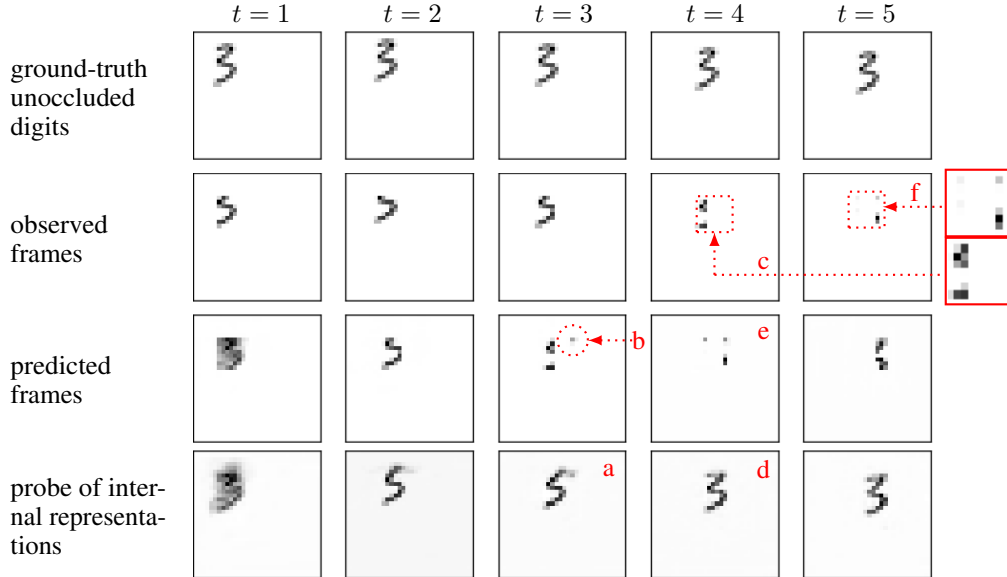 t = 1 t = 2 t = 3 t = 4 t = 5
ground-truth
unoccluded
digits
observed
frames
f
c
predicted
frames
b
e
probe of inter-
nal representa-
tions
a
d